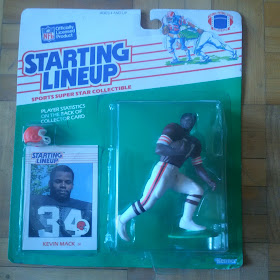 NFL
Officially
Licensed
Product
STARTING
LINEUP
SPORTS SUPER STAR COLLECTIBLE
PLAYER STATISTICS
ON THE BACK OF
COLLECTOR CARD
STARTING
LINEUP
34
KEVIN MACK
Kenner